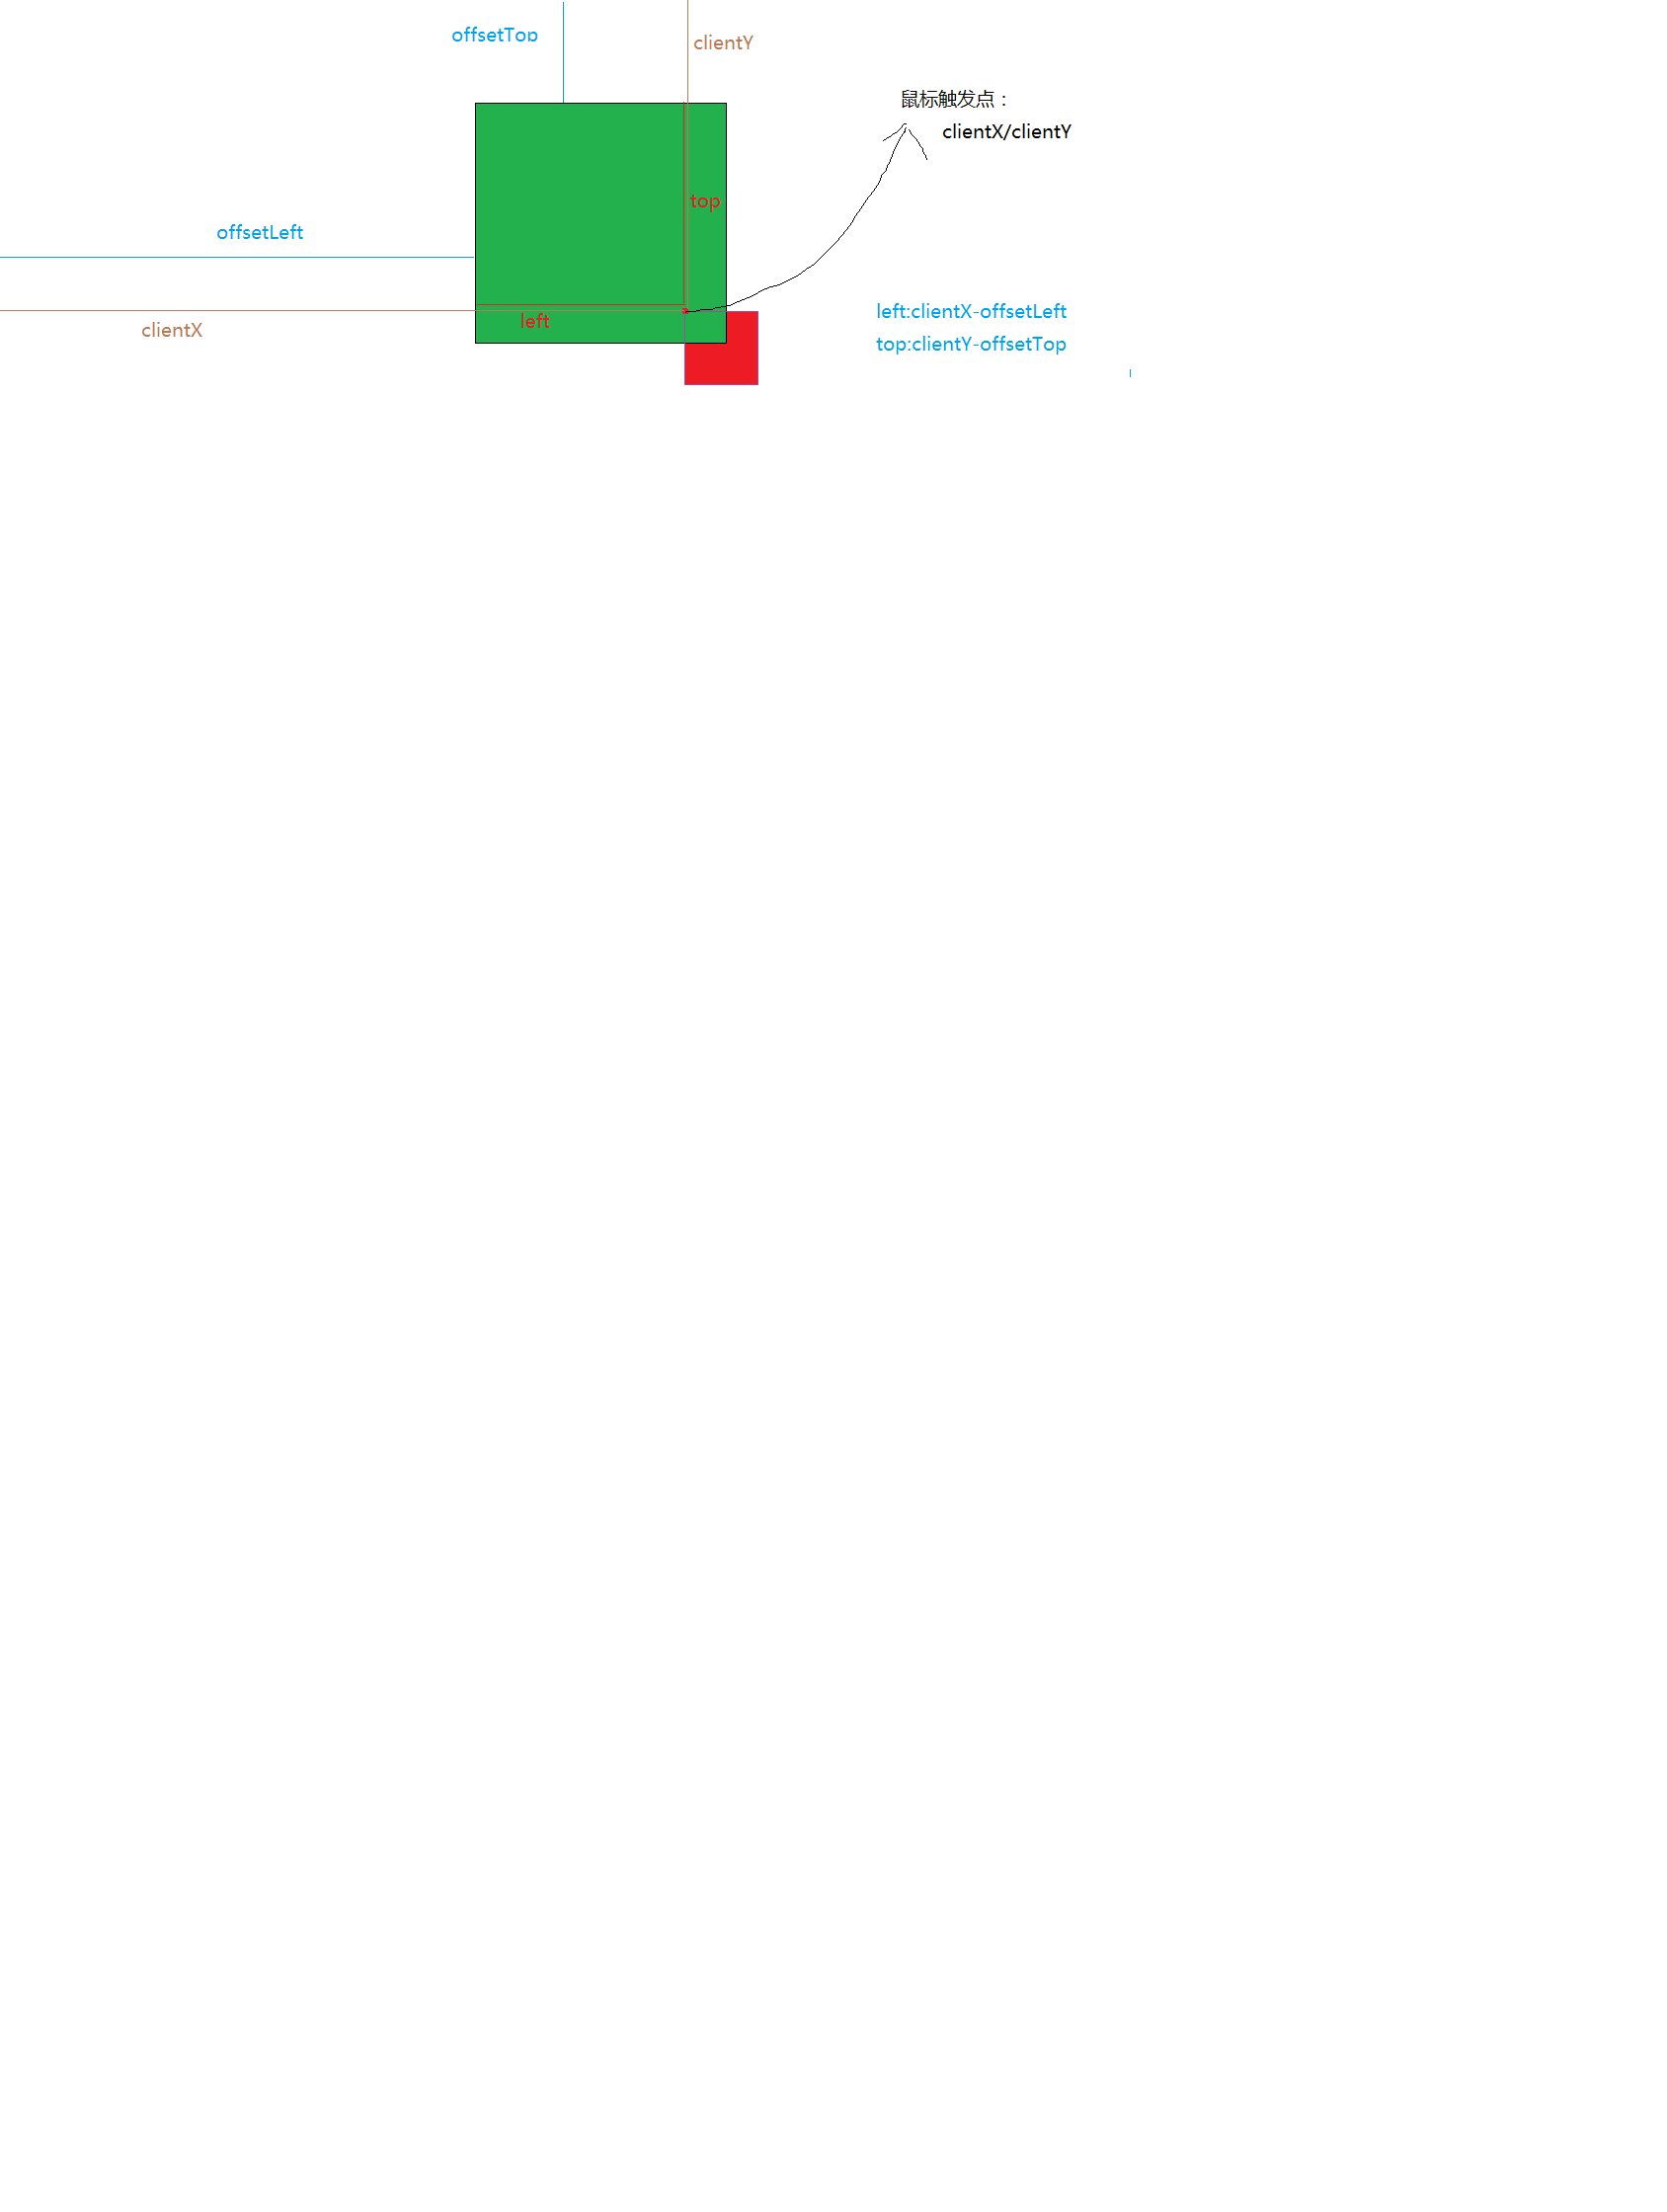 offsetTop
clientY
鼠标触发点：
clientX/clientY
top
offsetLeft
left:clientX-offsetLeft
left
clientX
top:clientY-offsetTop